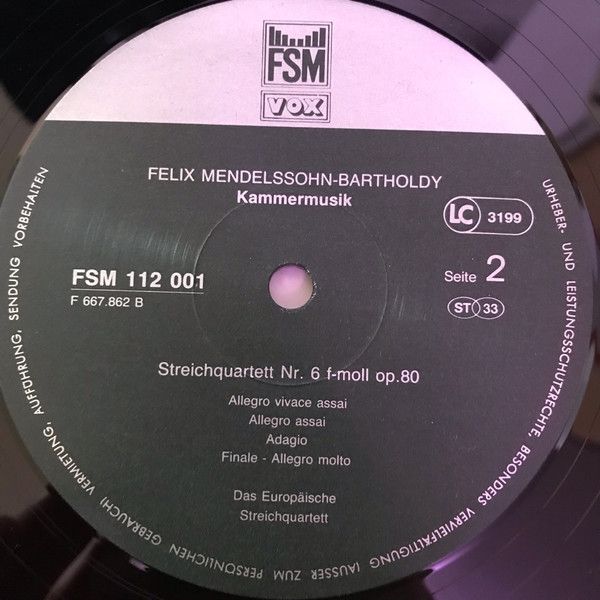 FSM
VOX
FELIX MENDELSSOHN-BARTHOLDY
Kammermusik
LC 3199
FSM 112 001
F 667.862 B
Seite 2
ST 33
Streichquartett Nr. 6 f-moll op.80
Allegro vivace assai
Allegro assai
Adagio
Finale - Allegro molto
Das Europäische
Streichquartett
URHEBER- UND LEISTUNGSSCHUTZRECHTE, BESONDERS VERVIELFÄLTIGUNG (AUSSER ZUM PERSÖNLICHEN GEBRAUCH) VERMIETUNG, AUFFÜHRUNG, SENDUNG VORBEHALTEN